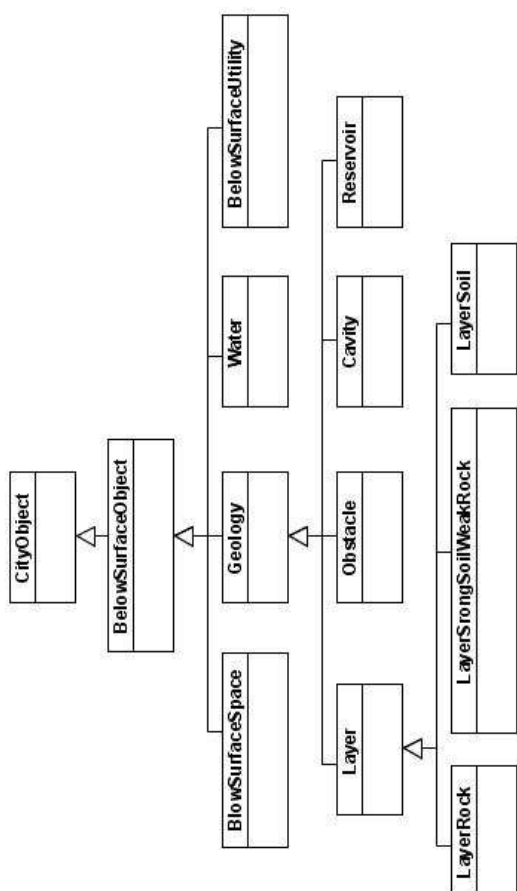 CityObject
BelowSurfaceObject
BlowSurfaceSpace
Geology
Water
BelowSurfaceUtility
Layer
Obstacle
Cavity
Reservoir
LayerRock
LayerSrongSoilWeakRock
LayerSoil